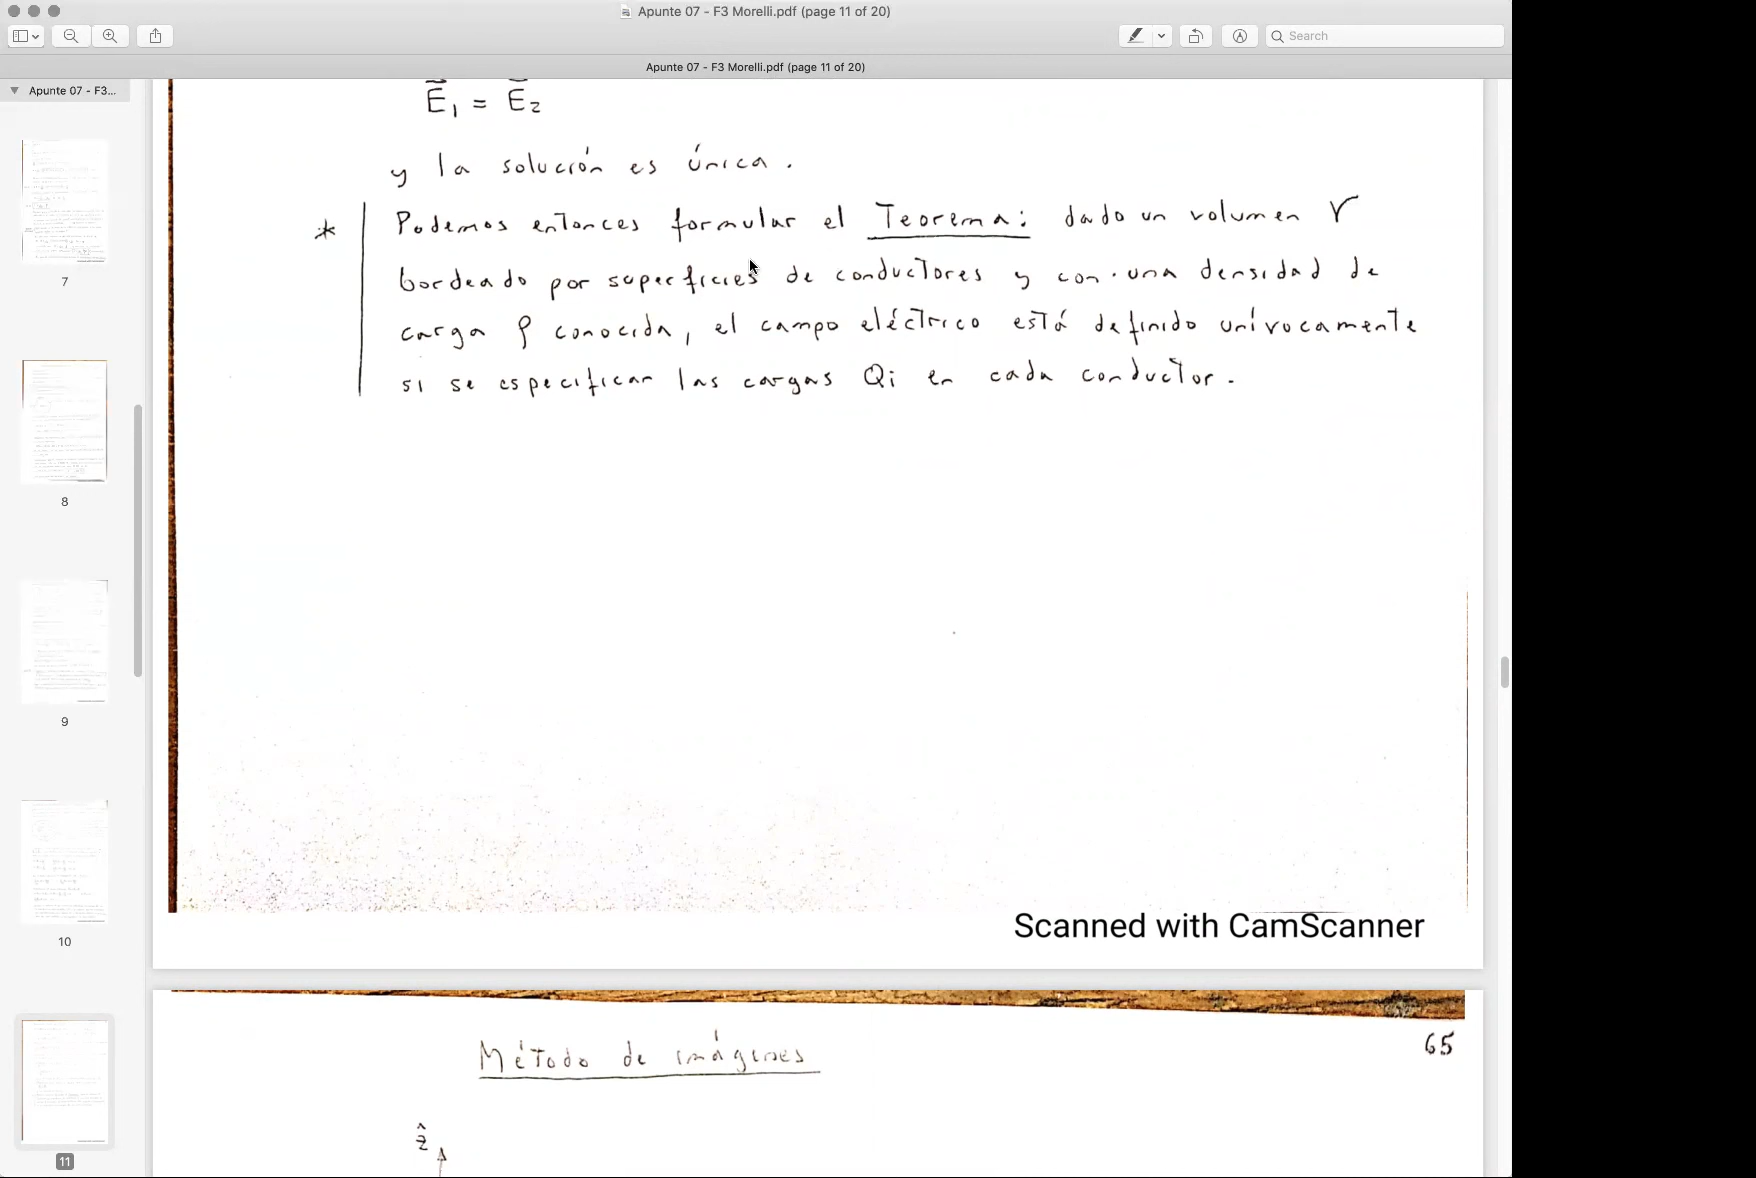 Apunte 07 - F3 Morelli.pdf (page 11 of 20)
Search
Apunte 07 - F3 Morelli.pdf (page 11 of 20)
Apunte 07 - F3...
7
8
9
10
11
E₁ = E₂
y la solución es única.
* Podemos entonces formular el Teorema: dado un volumen V
bordeado por superficies de conductores y con una densidad de
carga ρ conocida, el campo eléctrico está definido unívocamente
si se especifican las cargas Qi en cada conductor.
Scanned with CamScanner
65
Método de imágenes
ẑ